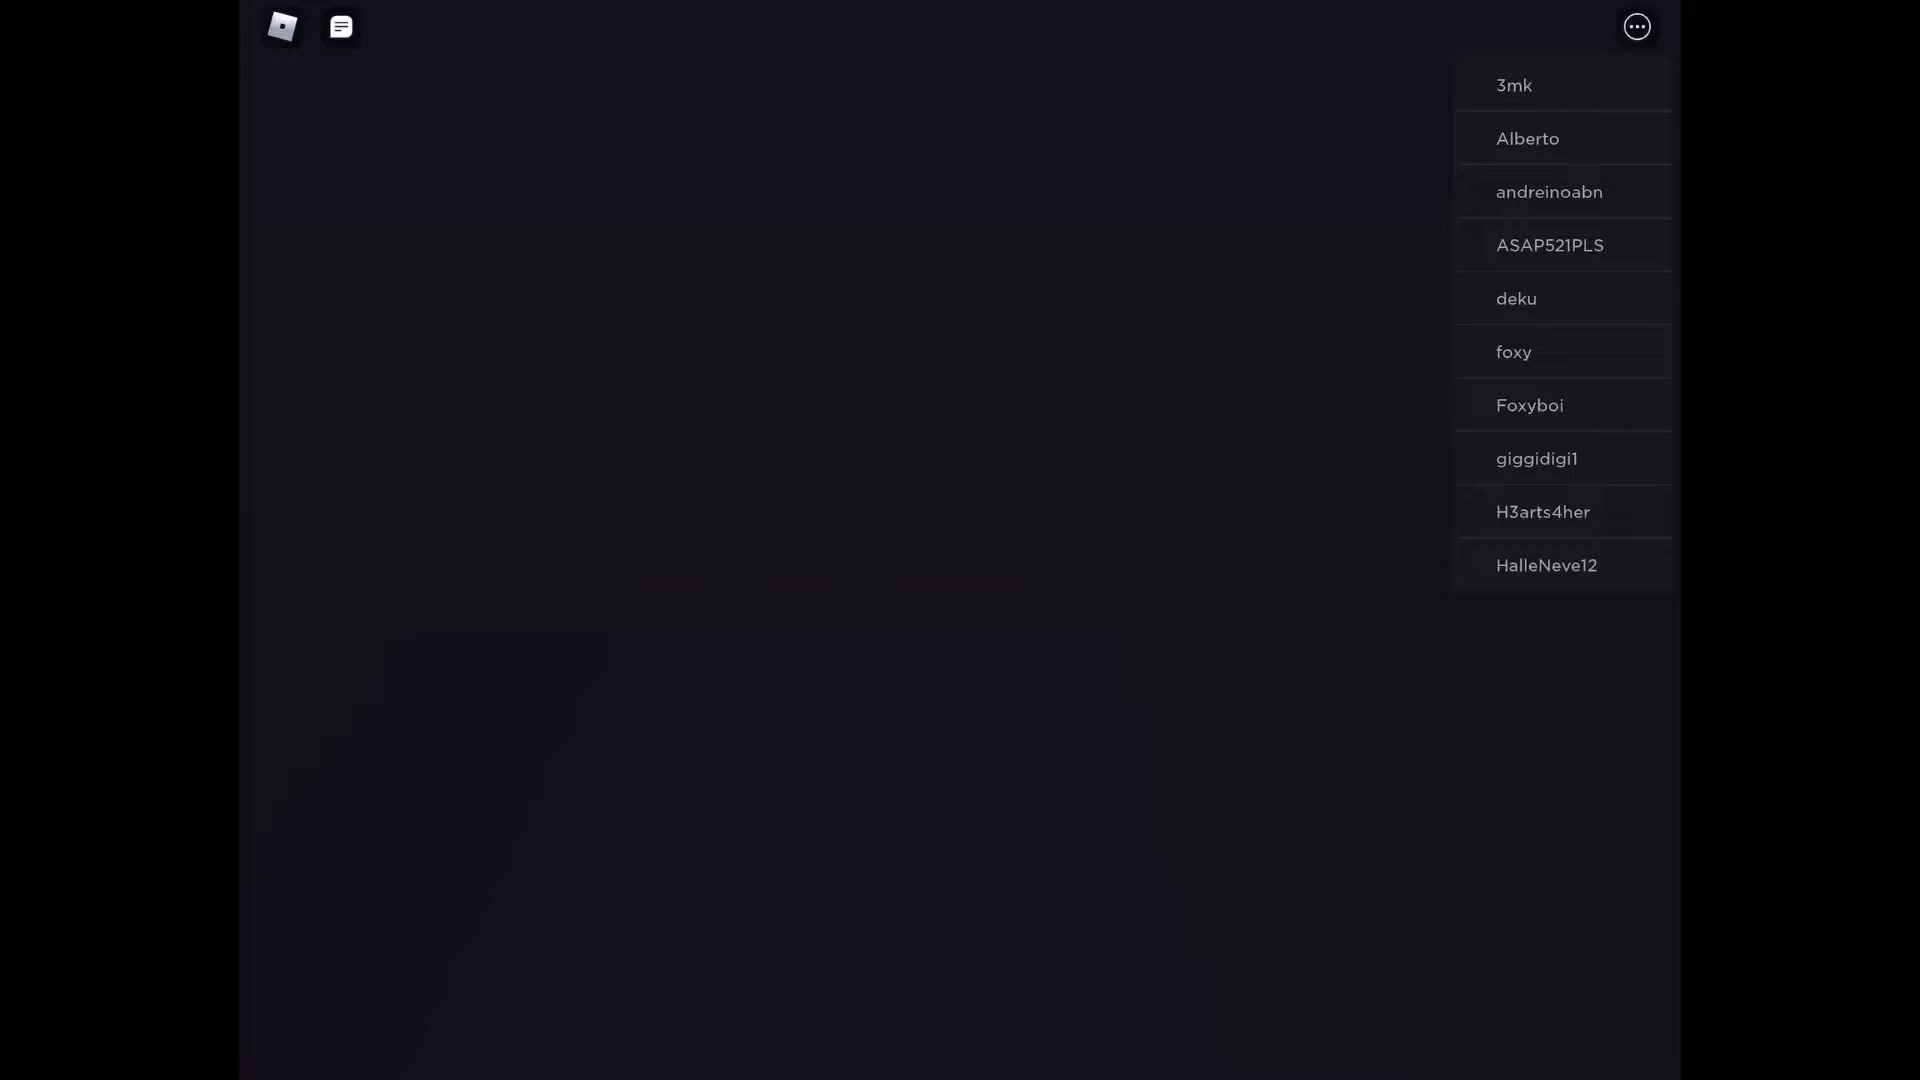 3mk
Alberto
andreinoabn
ASAP521PLS
deku
foxy
Foxyboi
giggidigi1
H3arts4her
HalleNeve12